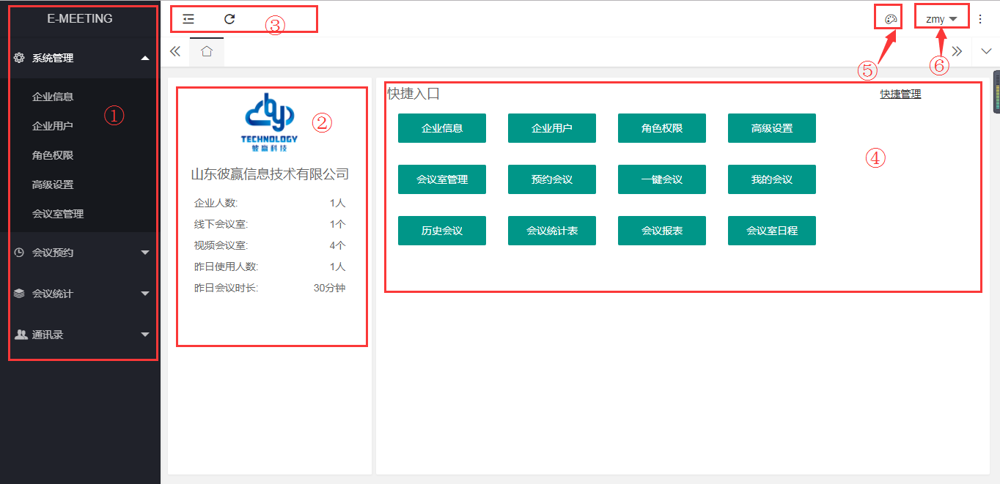 E-MEETING
系统管理
企业信息
企业用户
角色权限
高级设置
会议室管理
会议预约
会议统计
通讯录
①
③
zmy
⑤
⑥
②
TECHNOLOGY
彼赢科技
山东彼赢信息技术有限公司
企业人数: 1人
线下会议室: 1个
视频会议室: 4个
昨日使用人数: 1人
昨日会议时长: 30分钟
快捷入口 快捷管理
企业信息 企业用户 角色权限 高级设置
④
会议室管理 预约会议 一键会议 我的会议
历史会议 会议统计表 会议报表 会议室日程